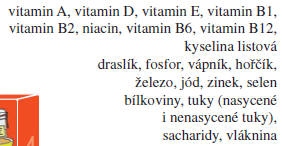 vitamin A, vitamin D, vitamin E, vitamin B1,
vitamin B2, niacin, vitamin B6, vitamin B12,
kyselina listová
draslík, fosfor, vápník, hořčík,
železo, jód, zinek, selen
bílkoviny, tuky (nasycené
i nenasycené tuky),
sacharidy, vláknina